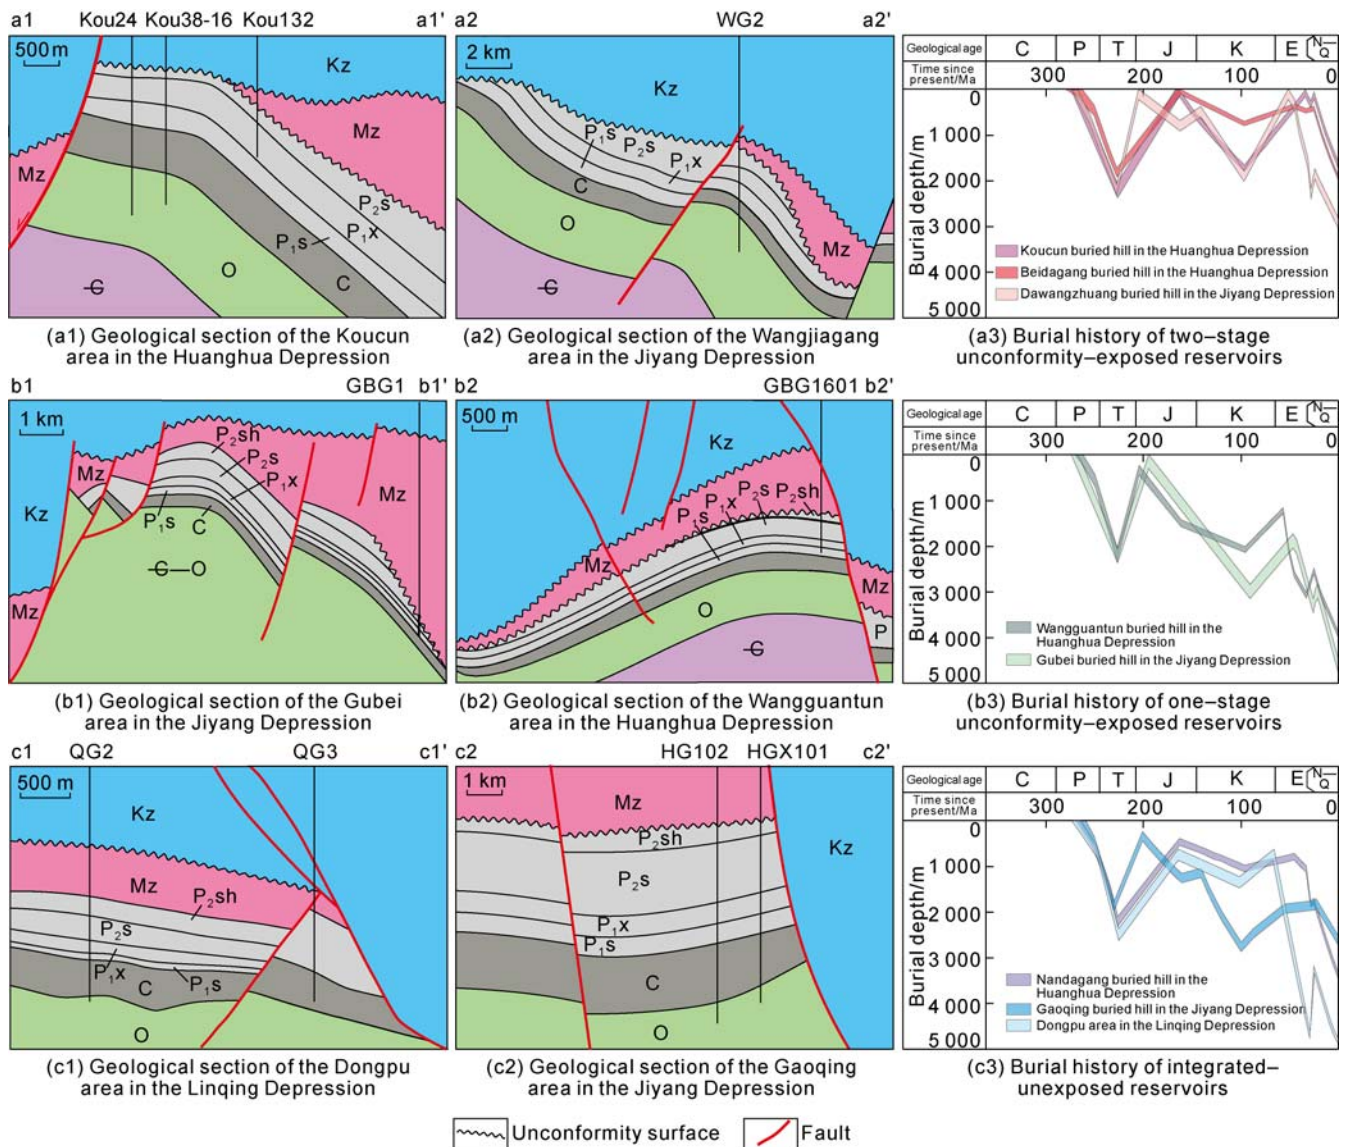 a1 Kou24 Kou38-16 Kou132 a1'
500 m
Kz
Mz
Mz
P₂s
P₁x
P₁s
C
O
-C-
(a1) Geological section of the Koucun
area in the Huanghua Depression
a2 WG2 a2'
2 km
Kz
P₁s
P₂s
P₁x
C
O
Mz
-C-
(a2) Geological section of the Wangjiagang
area in the Jiyang Depression
Geological age C P T J K E N Q
Time since
present/Ma
300 200 100 0
Burial depth/m
0
1 000
2 000
3 000
4 000
5 000
Koucun buried hill in the Huanghua Depression
Beidagang buried hill in the Huanghua Depression
Dawangzhuang buried hill in the Jiyang Depression
(a3) Burial history of two–stage
unconformity–exposed reservoirs
b1 GBG1 b1'
1 km
P₂sh
P₂s
P₁x
Mz
Mz
Kz
P₁s
C
-C-—O
Mz
(b1) Geological section of the Gubei
area in the Jiyang Depression
b2 GBG1601 b2'
500 m
Kz
P₂s P₂sh
P₁x
P₁s
Mz
Mz
O
P
-C-
(b2) Geological section of the Wangguantun
area in the Huanghua Depression
Geological age C P T J K E N Q
Time since
present/Ma
300 200 100 0
Burial depth/m
0
1 000
2 000
3 000
4 000
5 000
Wangguantun buried hill in the
Huanghua Depression
Gubei buried hill in the Jiyang Depression
(b3) Burial history of one–stage
unconformity–exposed reservoirs
c1 QG2 QG3 c1'
500 m
Kz
Mz
P₂sh
P₂s
P₁x
P₁s
C
O
(c1) Geological section of the Dongpu
area in the Linqing Depression
c2 HG102 HGX101 c2'
1 km
Mz
P₂sh
Kz
P₂s
P₁x
P₁s
C
O
(c2) Geological section of the Gaoqing
area in the Jiyang Depression
Geological age C P T J K E N Q
Time since
present/Ma
300 200 100 0
Burial depth/m
0
1 000
2 000
3 000
4 000
5 000
Nandagang buried hill in the
Huanghua Depression
Gaoqing buried hill in the Jiyang Depression
Dongpu area in the Linqing Depression
(c3) Burial history of integrated–
unexposed reservoirs
Unconformity surface
Fault